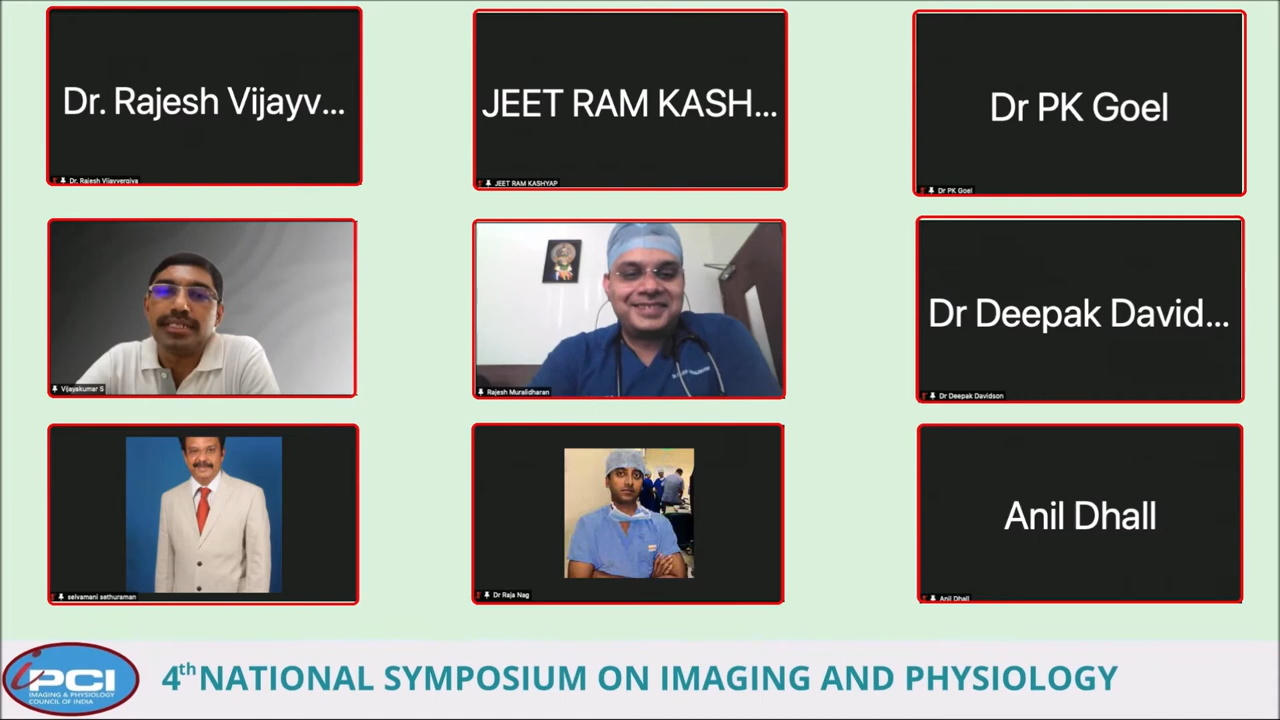 Dr. Rajesh Vijayv...
Dr. Rajesh Vijayvergiya
JEET RAM KASH...
JEET RAM KASHYAP
Dr PK Goel
Dr PK Goel
Vijayakumar S
Rajesh Muralidharan
Dr Deepak David...
Dr Deepak Davidson
selvamani sethuraman
Dr Raja Nag
Anil Dhall
Anil Dhall
iPCI
IMAGING & PHYSIOLOGY
COUNCIL OF INDIA
4th NATIONAL SYMPOSIUM ON IMAGING AND PHYSIOLOGY